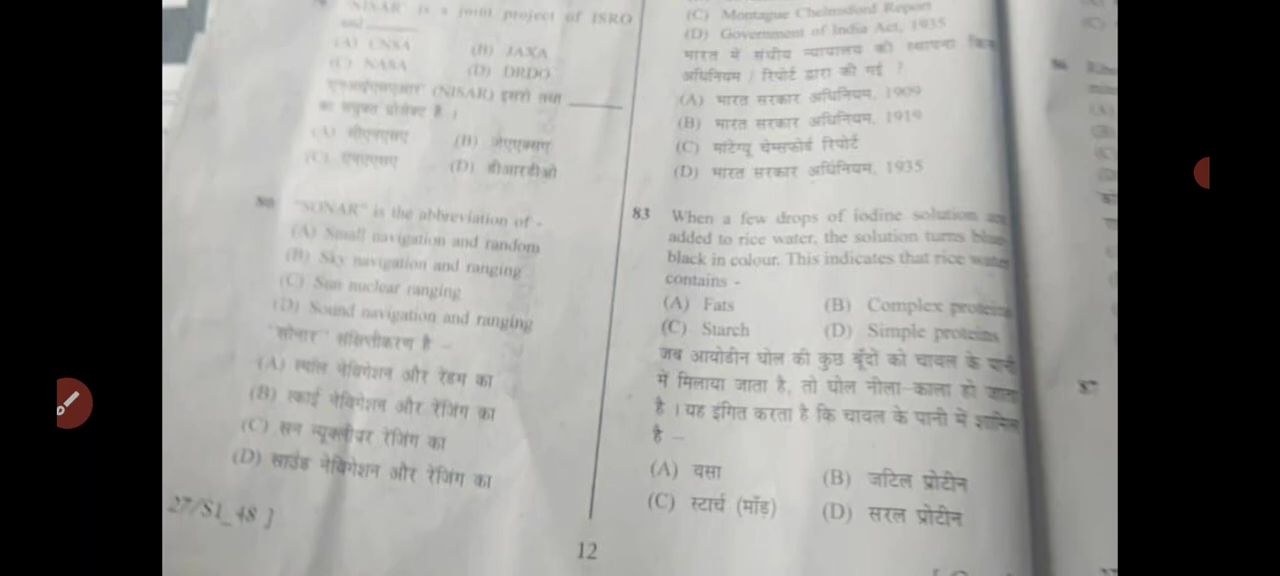 "NISAR" is a joint project of ISRO
and
(A) CNSA (B) JAXA
(C) NASA (D) DRDO
(NISAR) इसरो तथा
का संयुक्त प्रोजेक्ट है ।
(A) सीएनएसए (B) जेएएक्सए
(C) एनएएसए (D) डीआरडीओ
80 "SONAR" is the abbreviation of -
(A) Small navigation and random
(B) Sky navigation and ranging
(C) Sun nuclear ranging
(D) Sound navigation and ranging
"सोनार" संक्षिप्तीकरण है –
(A) स्मॉल नेविगेशन और रेंडम का
(B) स्काई नेविगेशन और रेंजिंग का
(C) सन न्यूक्लीयर रेंजिंग का
(D) साउंड नेविगेशन और रेंजिंग का
27/S1_48 ]
(C) Montague Chelmsford Report
(D) Government of India Act, 1935
भारत में संघीय न्यायालय की स्थापना किस
अधिनियम / रिपोर्ट द्वारा की गई ?
(A) भारत सरकार अधिनियम, 1909
(B) भारत सरकार अधिनियम, 1919
(C) मांटेग्यू चेम्सफोर्ड रिपोर्ट
(D) भारत सरकार अधिनियम, 1935
83 When a few drops of iodine solution are
added to rice water, the solution turns blue
black in colour. This indicates that rice water
contains -
(A) Fats (B) Complex proteins
(C) Starch (D) Simple proteins
जब आयोडीन घोल की कुछ बूँदों को चावल के पानी
में मिलाया जाता है, तो घोल नीला-काला हो जाता
है । यह इंगित करता है कि चावल के पानी में शामिल
है –
(A) वसा (B) जटिल प्रोटीन
(C) स्टार्च (माँड़) (D) सरल प्रोटीन
12
87